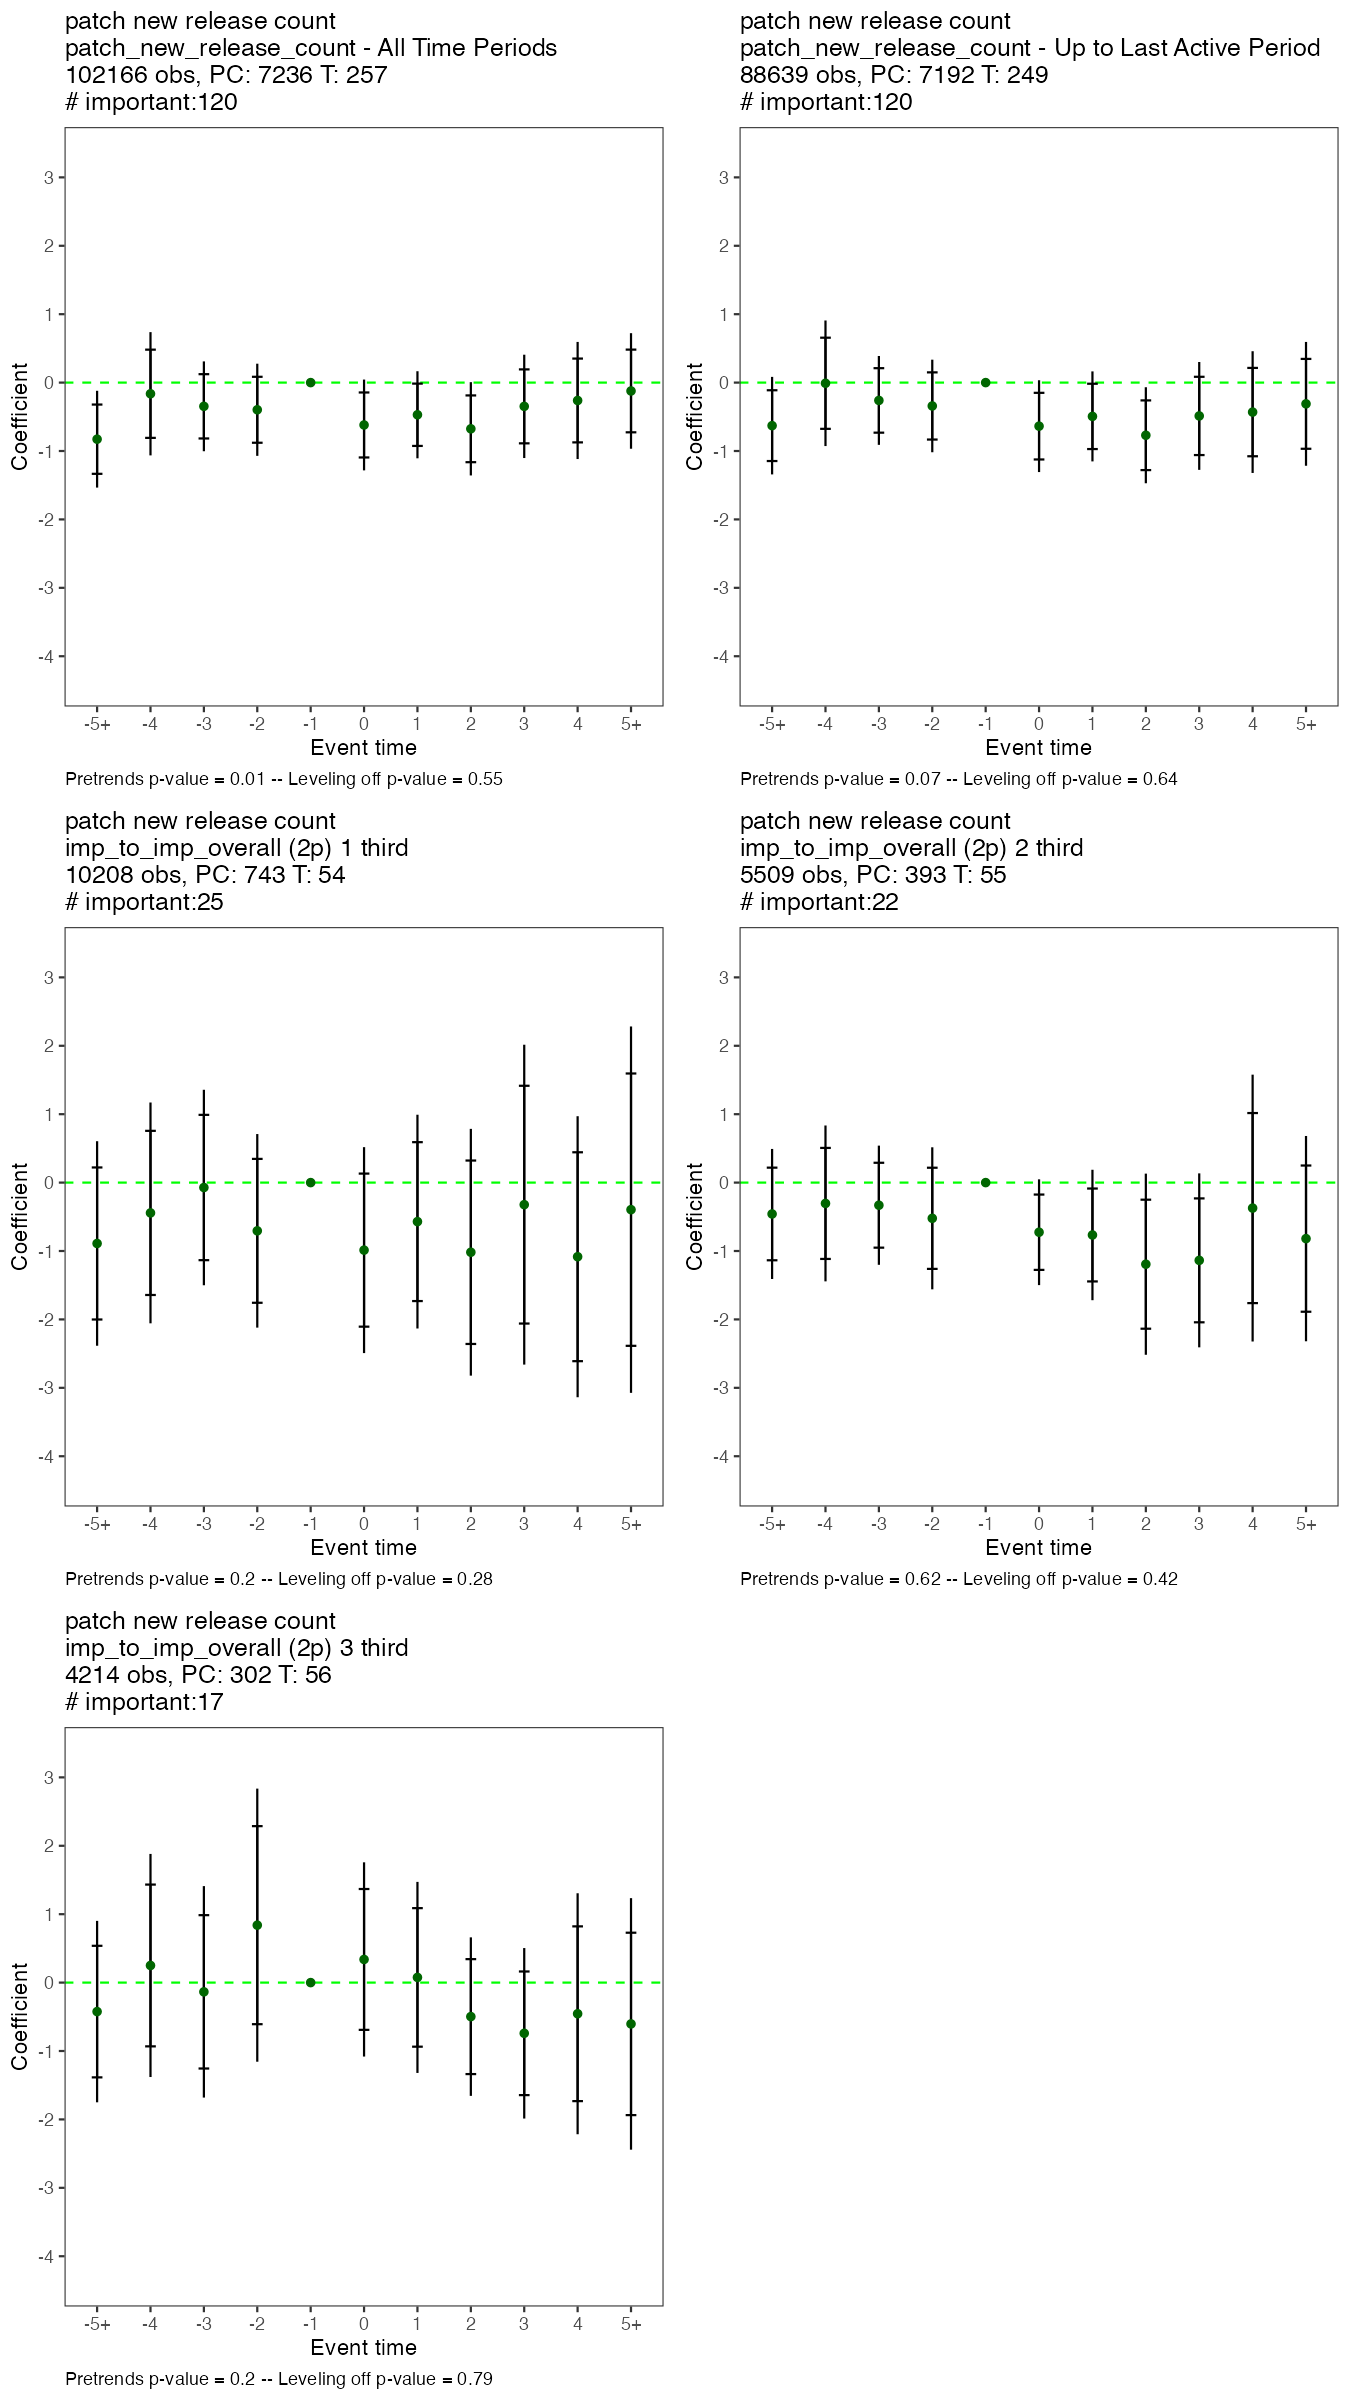 patch new release count
patch_new_release_count - All Time Periods
102166 obs, PC: 7236 T: 257
# important:120
Coefficient
3
2
1
0
-1
-2
-3
-4
-5+ -4 -3 -2 -1 0 1 2 3 4 5+
Event time
Pretrends p-value = 0.01 -- Leveling off p-value = 0.55
patch new release count
patch_new_release_count - Up to Last Active Period
88639 obs, PC: 7192 T: 249
# important:120
Coefficient
3
2
1
0
-1
-2
-3
-4
-5+ -4 -3 -2 -1 0 1 2 3 4 5+
Event time
Pretrends p-value = 0.07 -- Leveling off p-value = 0.64
patch new release count
imp_to_imp_overall (2p) 1 third
10208 obs, PC: 743 T: 54
# important:25
Coefficient
3
2
1
0
-1
-2
-3
-4
-5+ -4 -3 -2 -1 0 1 2 3 4 5+
Event time
Pretrends p-value = 0.2 -- Leveling off p-value = 0.28
patch new release count
imp_to_imp_overall (2p) 2 third
5509 obs, PC: 393 T: 55
# important:22
Coefficient
3
2
1
0
-1
-2
-3
-4
-5+ -4 -3 -2 -1 0 1 2 3 4 5+
Event time
Pretrends p-value = 0.62 -- Leveling off p-value = 0.42
patch new release count
imp_to_imp_overall (2p) 3 third
4214 obs, PC: 302 T: 56
# important:17
Coefficient
3
2
1
0
-1
-2
-3
-4
-5+ -4 -3 -2 -1 0 1 2 3 4 5+
Event time
Pretrends p-value = 0.2 -- Leveling off p-value = 0.79